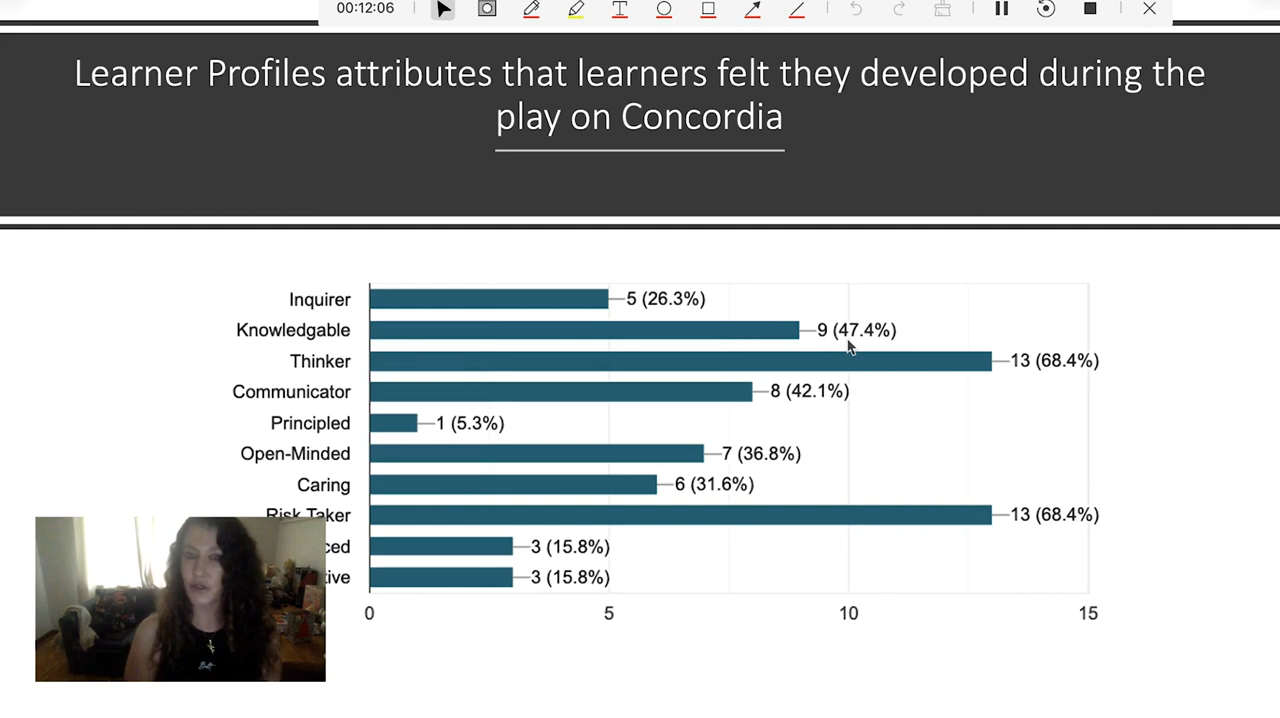 00:12:06
Learner Profiles attributes that learners felt they developed during the
play on Concordia
Inquirer 5 (26.3%)
Knowledgable 9 (47.4%)
Thinker 13 (68.4%)
Communicator 8 (42.1%)
Principled 1 (5.3%)
Open-Minded 7 (36.8%)
Caring 6 (31.6%)
Risk Taker 13 (68.4%)
ced 3 (15.8%)
tive 3 (15.8%)
0 5 10 15